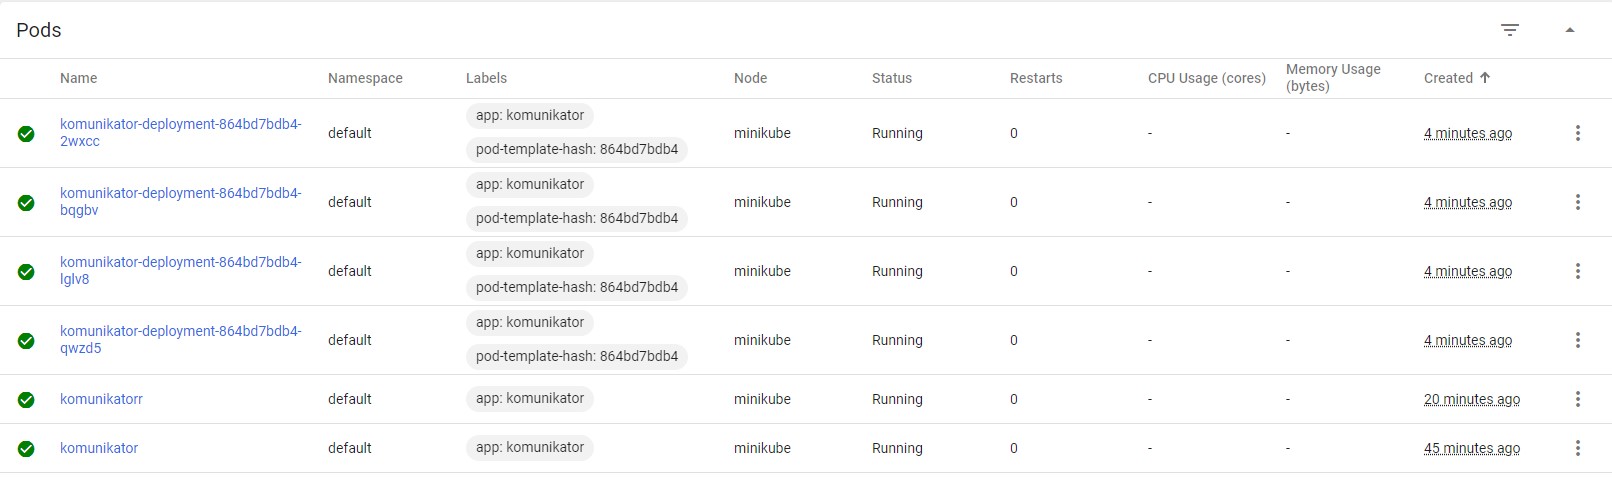 Pods
Name Namespace Labels Node Status Restarts CPU Usage (cores) Memory Usage (bytes) Created
komunikator-deployment-864bd7bdb4-2wxcc default app: komunikator pod-template-hash: 864bd7bdb4 minikube Running 0 - - 4 minutes ago
komunikator-deployment-864bd7bdb4-bqgbv default app: komunikator pod-template-hash: 864bd7bdb4 minikube Running 0 - - 4 minutes ago
komunikator-deployment-864bd7bdb4-lglv8 default app: komunikator pod-template-hash: 864bd7bdb4 minikube Running 0 - - 4 minutes ago
komunikator-deployment-864bd7bdb4-qwzd5 default app: komunikator pod-template-hash: 864bd7bdb4 minikube Running 0 - - 4 minutes ago
komunikatorr default app: komunikator minikube Running 0 - - 20 minutes ago
komunikator default app: komunikator minikube Running 0 - - 45 minutes ago